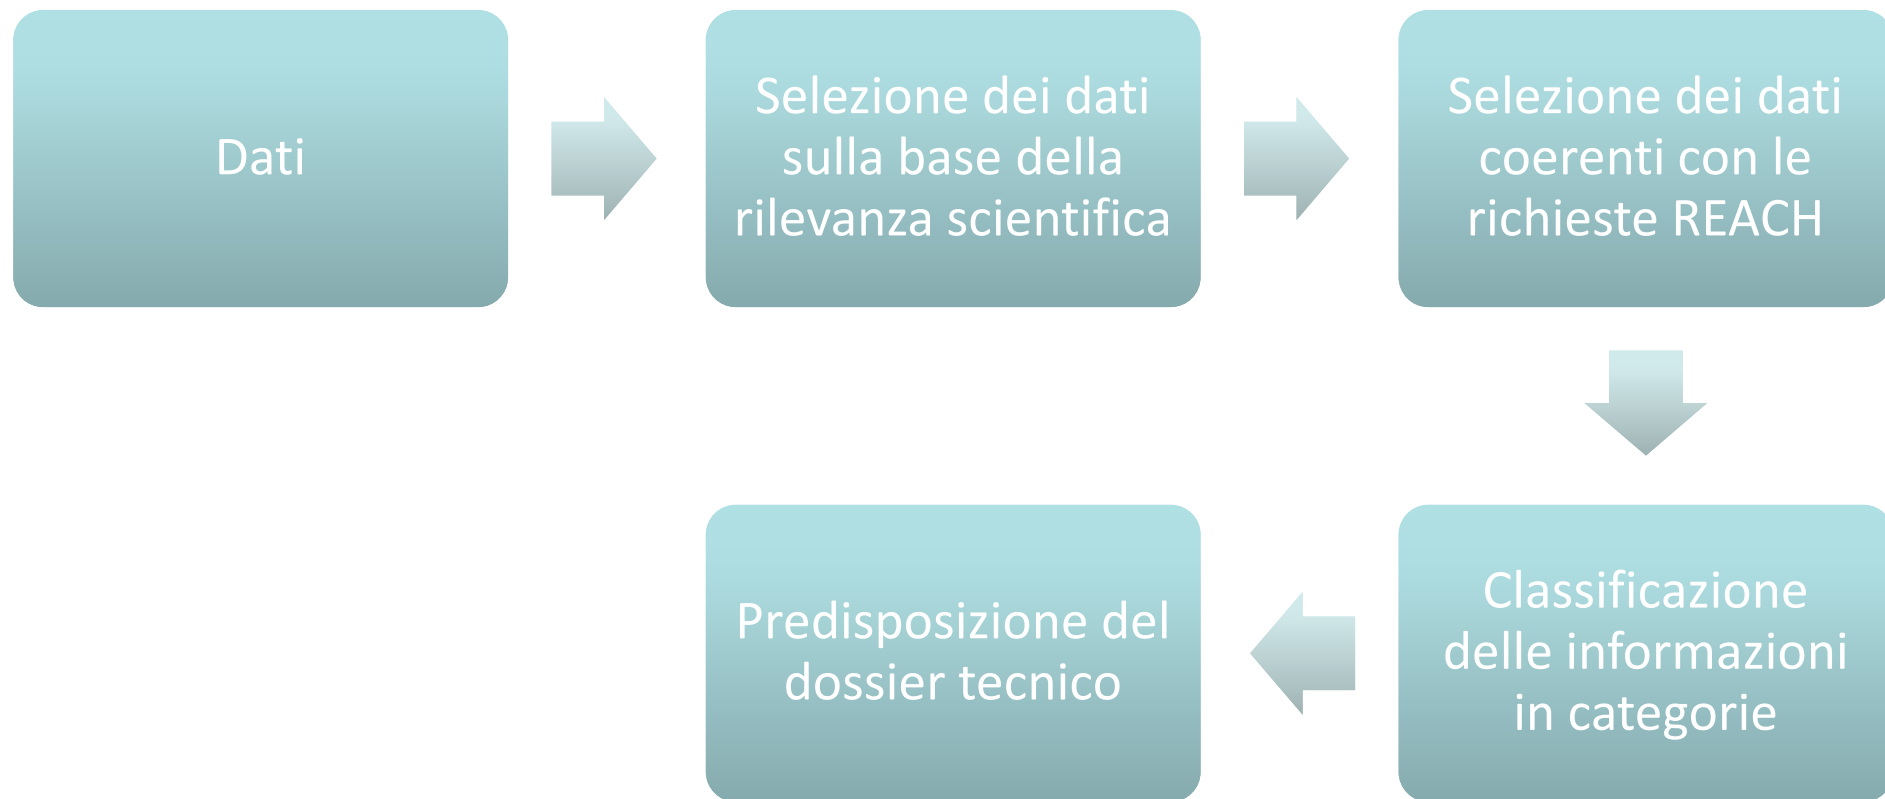 Dati
Selezione dei dati
sulla base della
rilevanza scientifica
Selezione dei dati
coerenti con le
richieste REACH
Classificazione
delle informazioni
in categorie
Predisposizione del
dossier tecnico